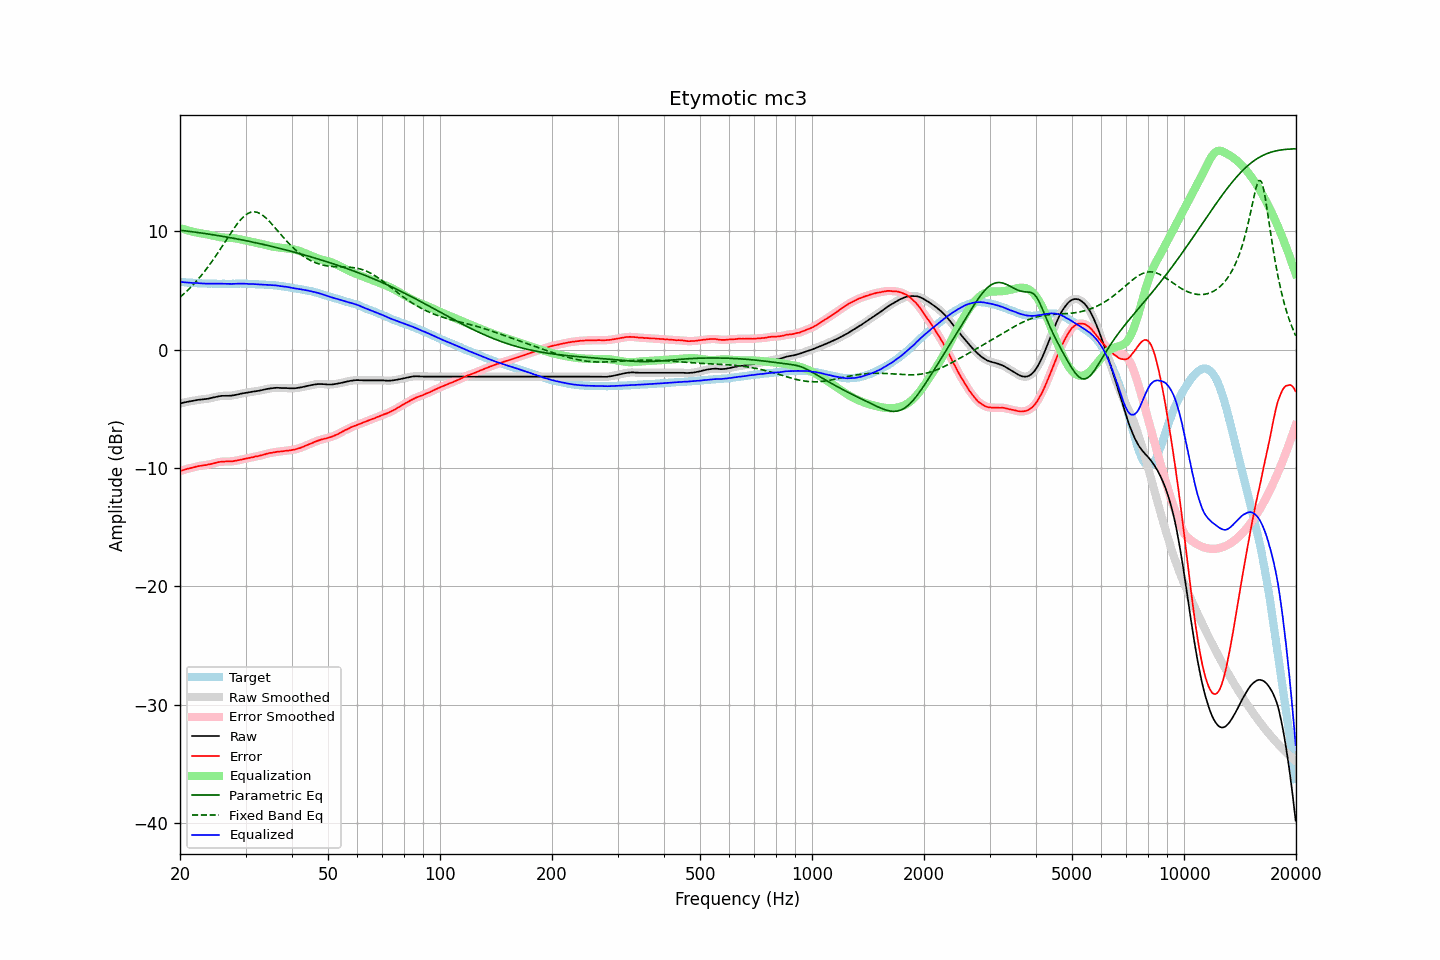 Etymotic mc3
Amplitude (dBr)
10
0
−10
−20
−30
−40
Target
Raw Smoothed
Error Smoothed
Raw
Error
Equalization
Parametric Eq
Fixed Band Eq
Equalized
20 50 100 200 500 1000 2000 5000 10000 20000
Frequency (Hz)